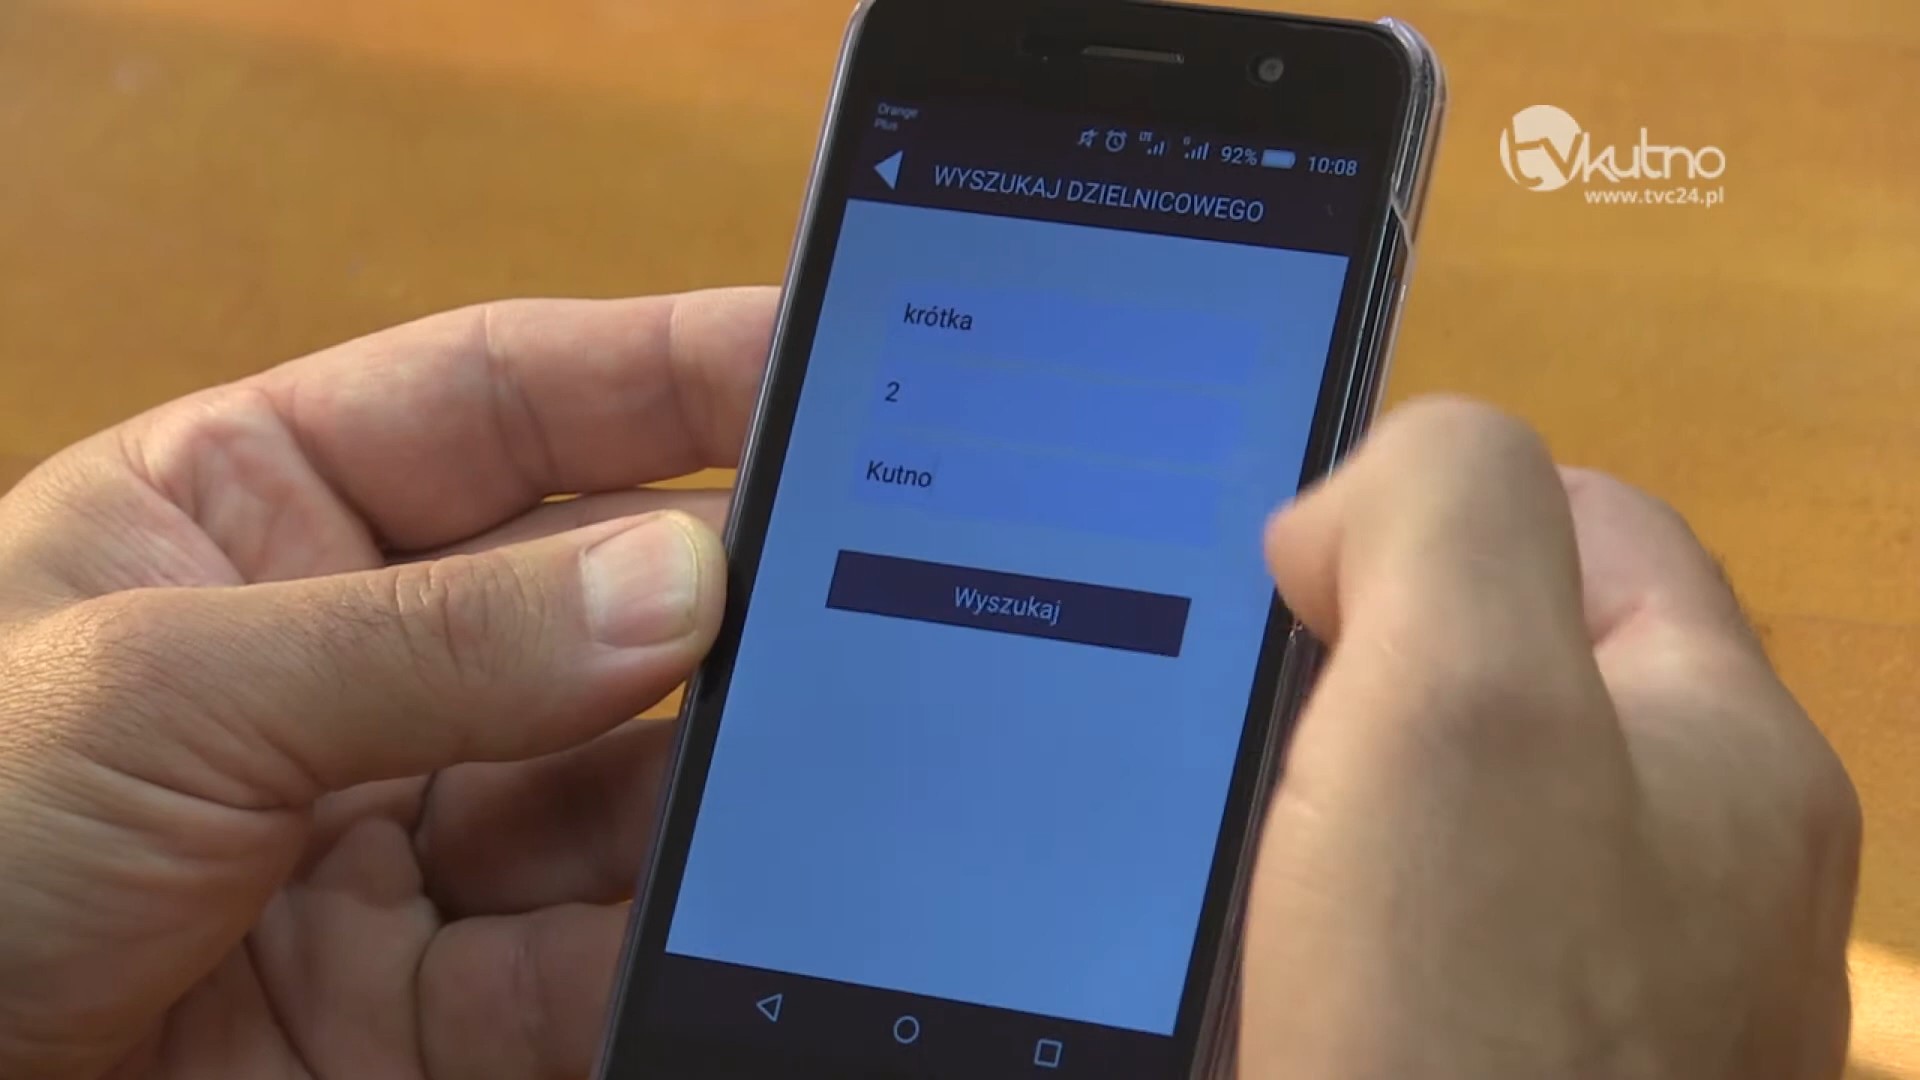 Orange
Plus
92% 10:08
WYSZUKAJ DZIELNICOWEGO
krótka
2
Kutno
Wyszukaj
tvkutno
www.tvc24.pl